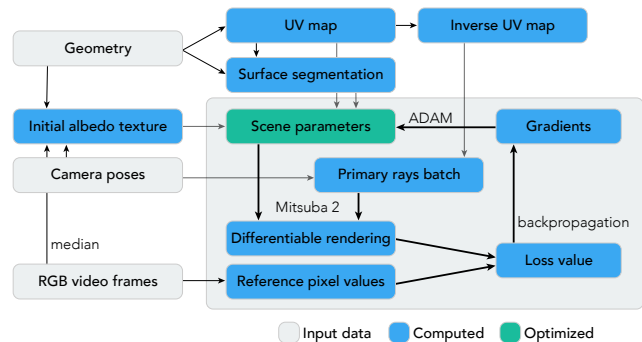 Geometry
UV map
Inverse UV map
Surface segmentation
Initial albedo texture
Scene parameters
ADAM
Gradients
Camera poses
Primary rays batch
Mitsuba 2
backpropagation
median
Differentiable rendering
Loss value
RGB video frames
Reference pixel values
Input data
Computed
Optimized